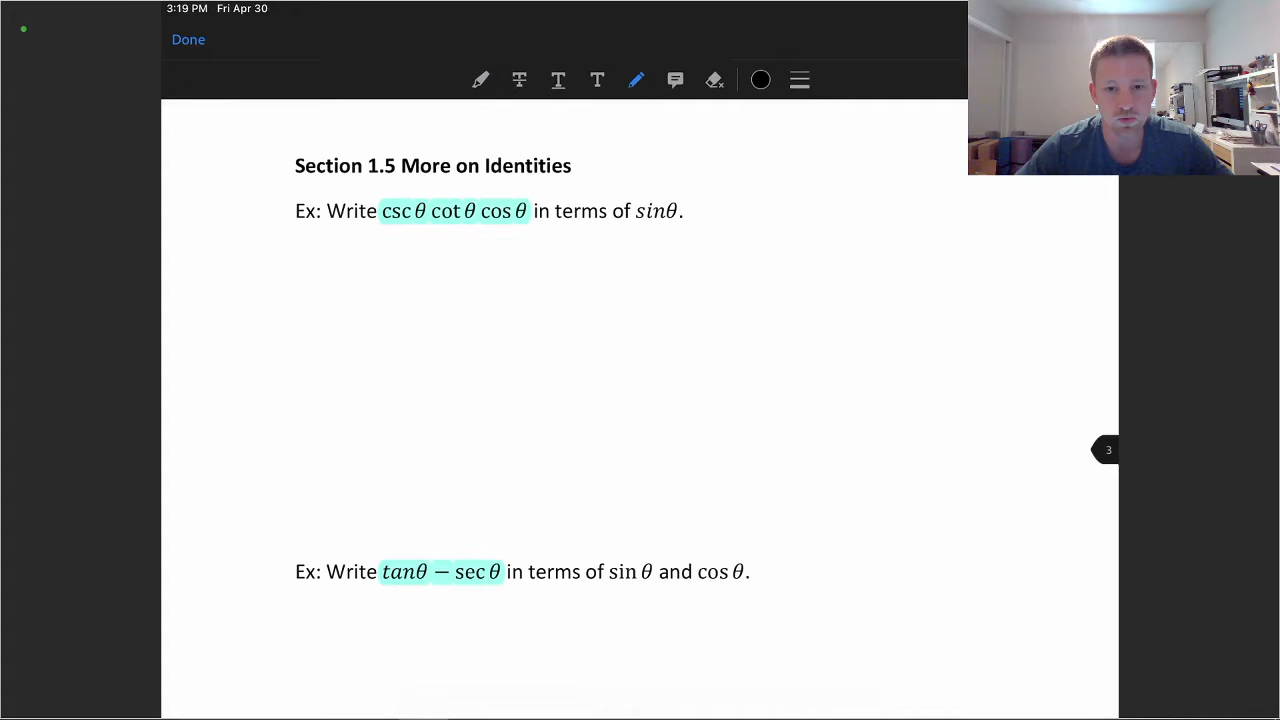 3:19 PM Fri Apr 30
Done
T T T
Section 1.5 More on Identities
Ex: Write csc θ cot θ cos θ in terms of sinθ.
3
Ex: Write tanθ − sec θ in terms of sin θ and cos θ.